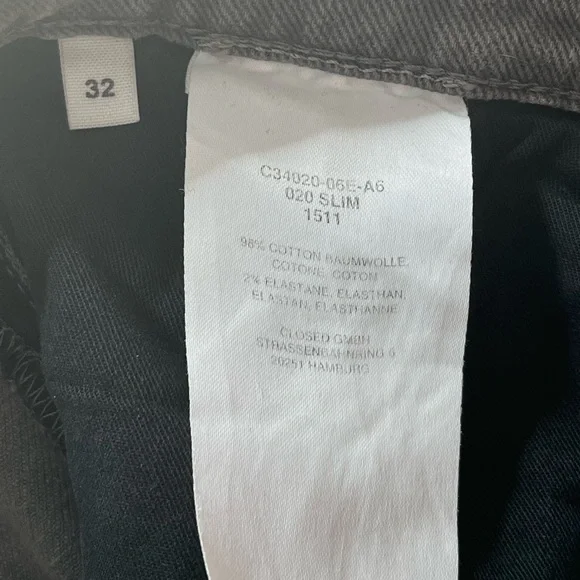 32
C34020-06E-A6
020 SLIM
1511
98% COTTON BAUMWOLLE,
COTONE, COTON
2% ELASTANE, ELASTHAN,
ELASTAN, ELASTHANNE
CLOSED GMBH
STRASSENBAHNRING 6
20251 HAMBURG